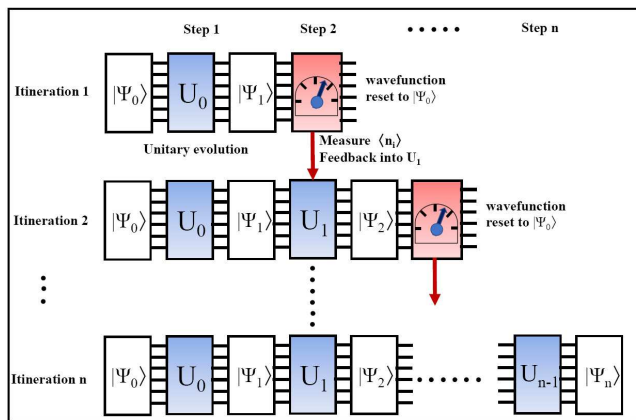 Step 1 Step 2 ····· Step n
Itineration 1 |Ψ₀⟩ U₀ |Ψ₁⟩ wavefunction
reset to |Ψ₀⟩
Unitary evolution Measure ⟨nᵢ⟩
Feedback into U₁
Itineration 2 |Ψ₀⟩ U₀ |Ψ₁⟩ U₁ |Ψ₂⟩ wavefunction
reset to |Ψ₀⟩
Itineration n |Ψ₀⟩ U₀ |Ψ₁⟩ U₁ |Ψ₂⟩ ······ Uₙ₋₁ |Ψₙ⟩